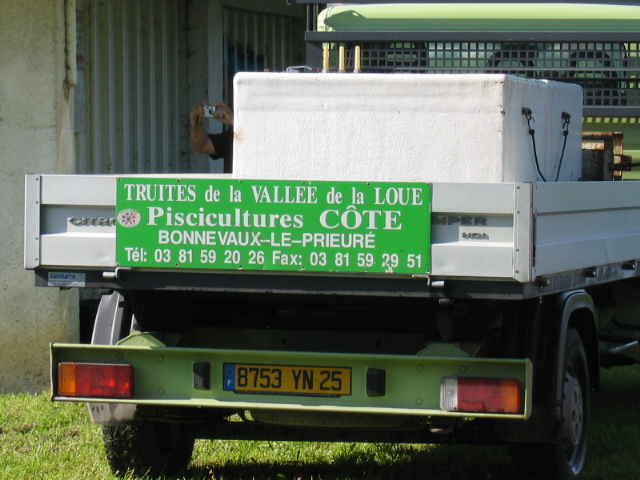 TRUITES de la VALLEE de la LOUE
Piscicultures CÔTE
BONNEVAUX–LE–PRIEURÉ
Tél: 03 81 59 20 26 Fax: 03 81 59 29 51
F 8753 YN 25